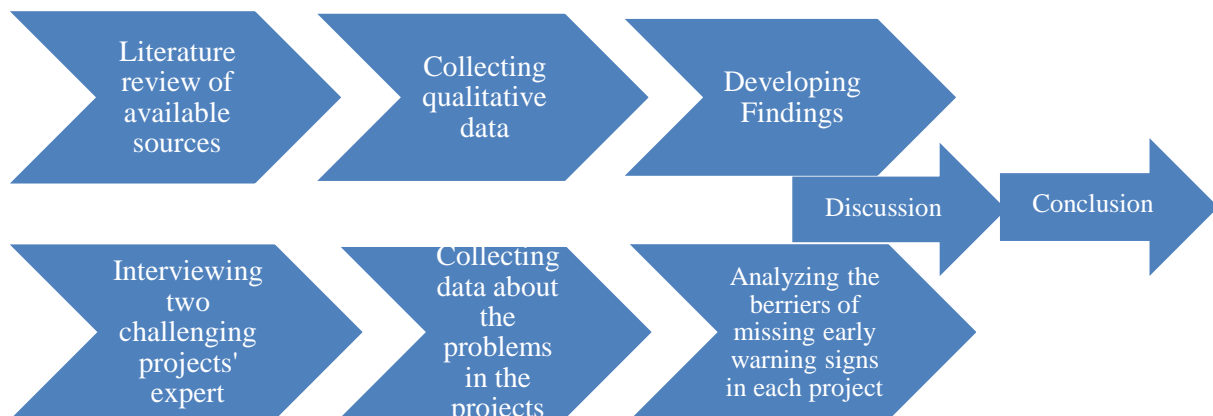 Literature
review of
available
sources
Collecting
qualitative
data
Developing
Findings
Discussion
Conclusion
Interviewing
two
challenging
projects'
expert
Collecting
data about
the
problems
in the
projects
Analyzing the
berriers of
missing early
warning signs
in each project